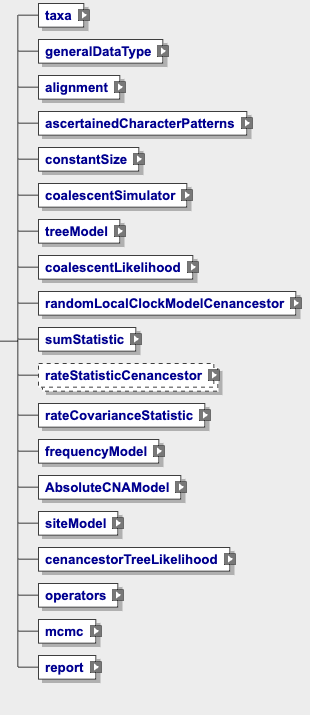 taxa
generalDataType
alignment
ascertainedCharacterPatterns
constantSize
coalescentSimulator
treeModel
coalescentLikelihood
randomLocalClockModelCenancestor
sumStatistic
rateStatisticCenancestor
rateCovarianceStatistic
frequencyModel
AbsoluteCNAModel
siteModel
cenancestorTreeLikelihood
operators
mcmc
report